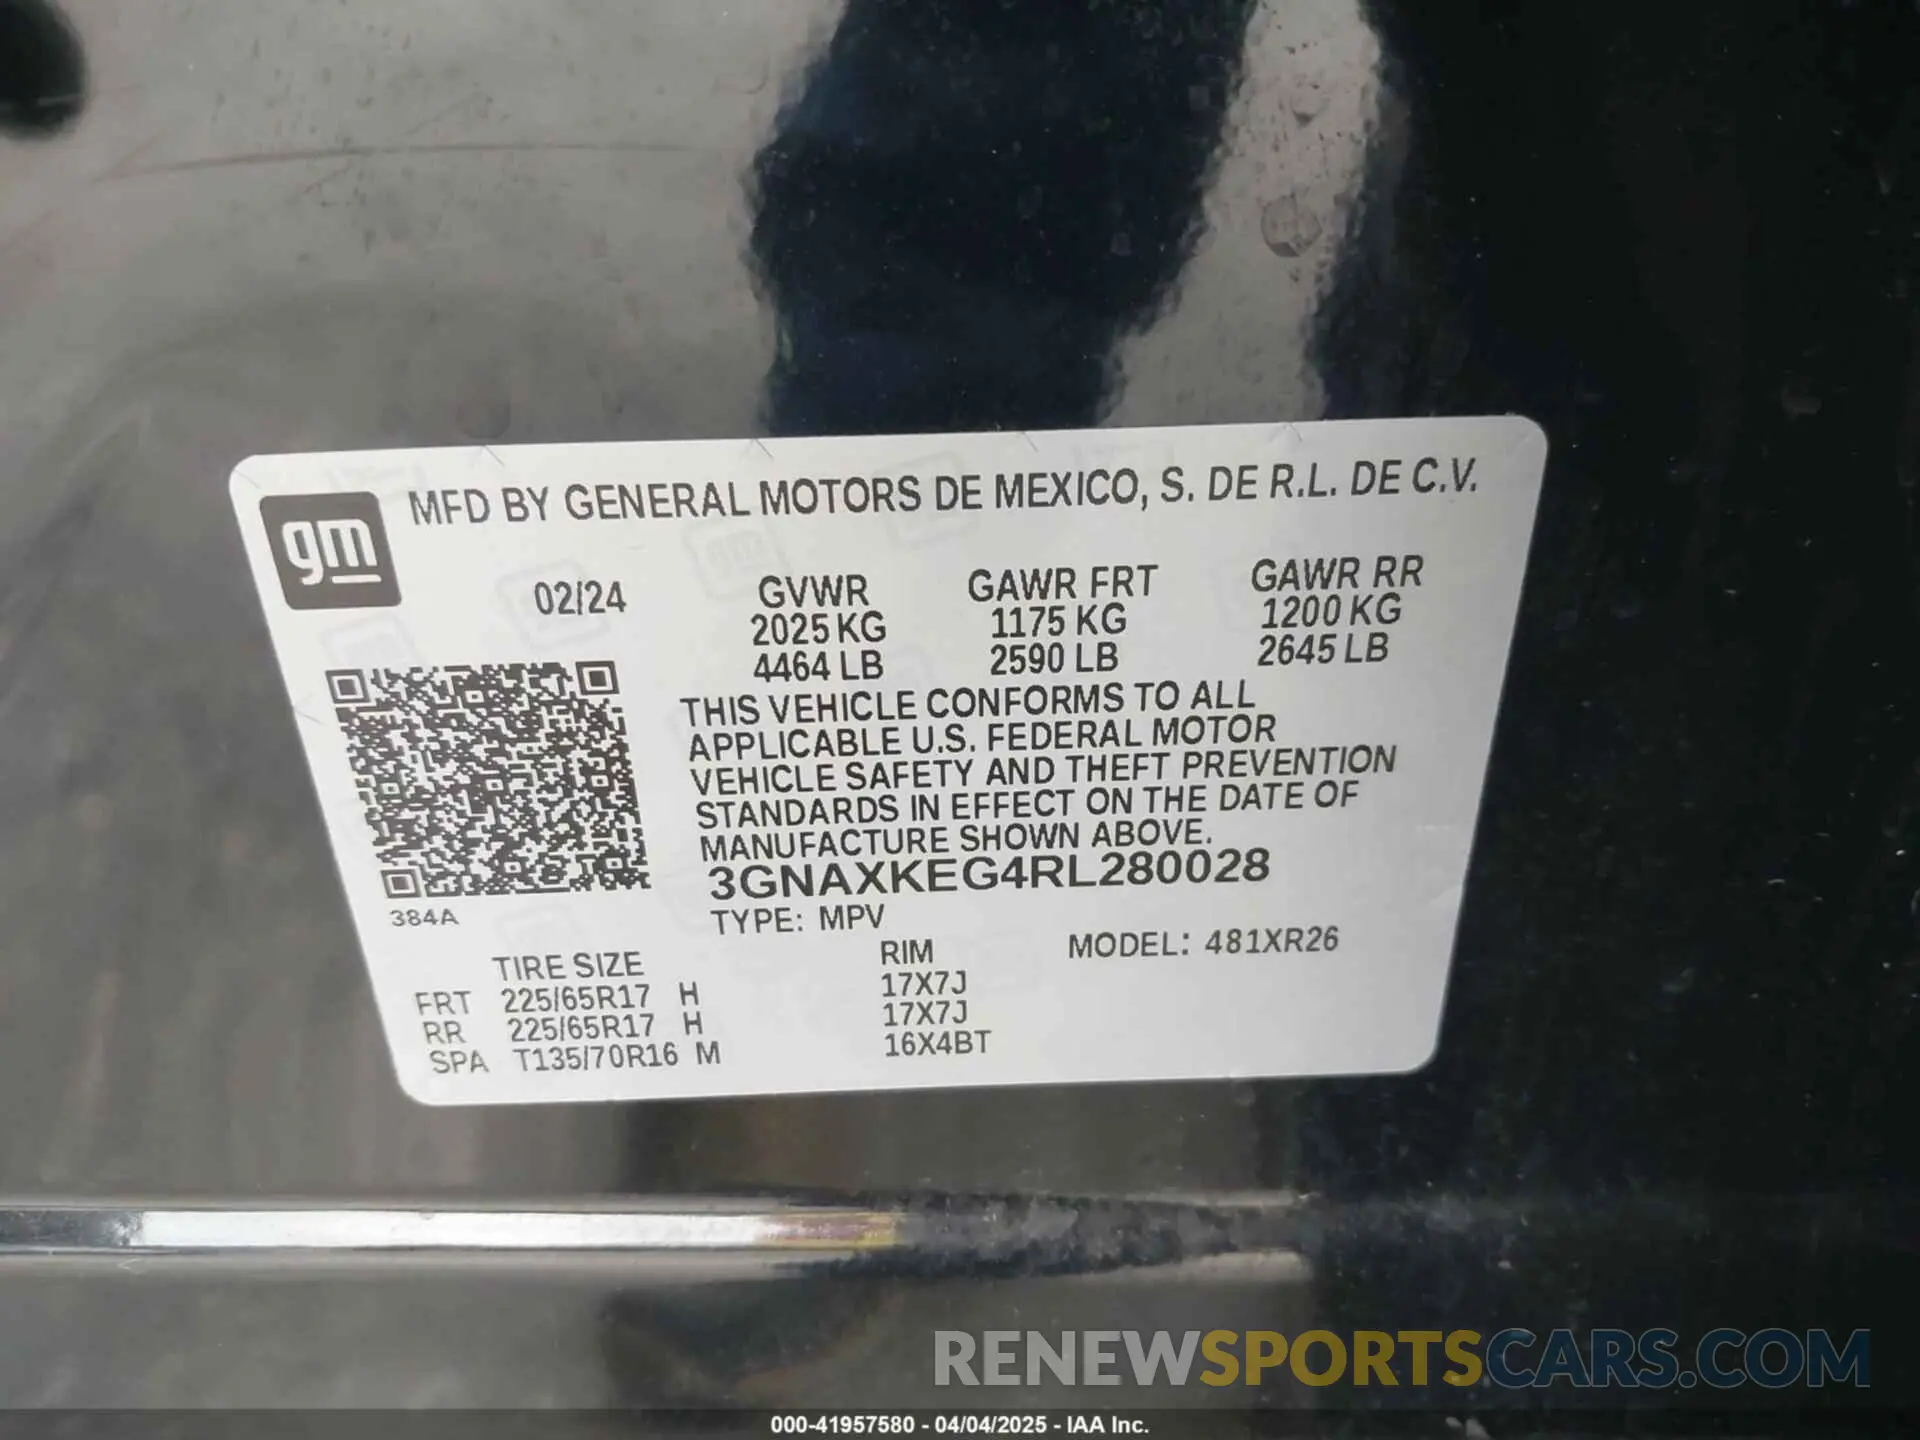 gm
MFD BY GENERAL MOTORS DE MEXICO, S. DE R.L. DE C.V.
02/24 GVWR GAWR FRT GAWR RR
2025 KG 1175 KG 1200 KG
4464 LB 2590 LB 2645 LB
THIS VEHICLE CONFORMS TO ALL
APPLICABLE U.S. FEDERAL MOTOR
VEHICLE SAFETY AND THEFT PREVENTION
STANDARDS IN EFFECT ON THE DATE OF
MANUFACTURE SHOWN ABOVE.
3GNAXKEG4RL280028
384A
TYPE: MPV
TIRE SIZE RIM MODEL: 481XR26
FRT 225/65R17 H 17X7J
RR 225/65R17 H 17X7J
SPA T135/70R16 M 16X4BT
RENEWSPORTSCARS.COM
000-41957580 - 04/04/2025 - IAA Inc.